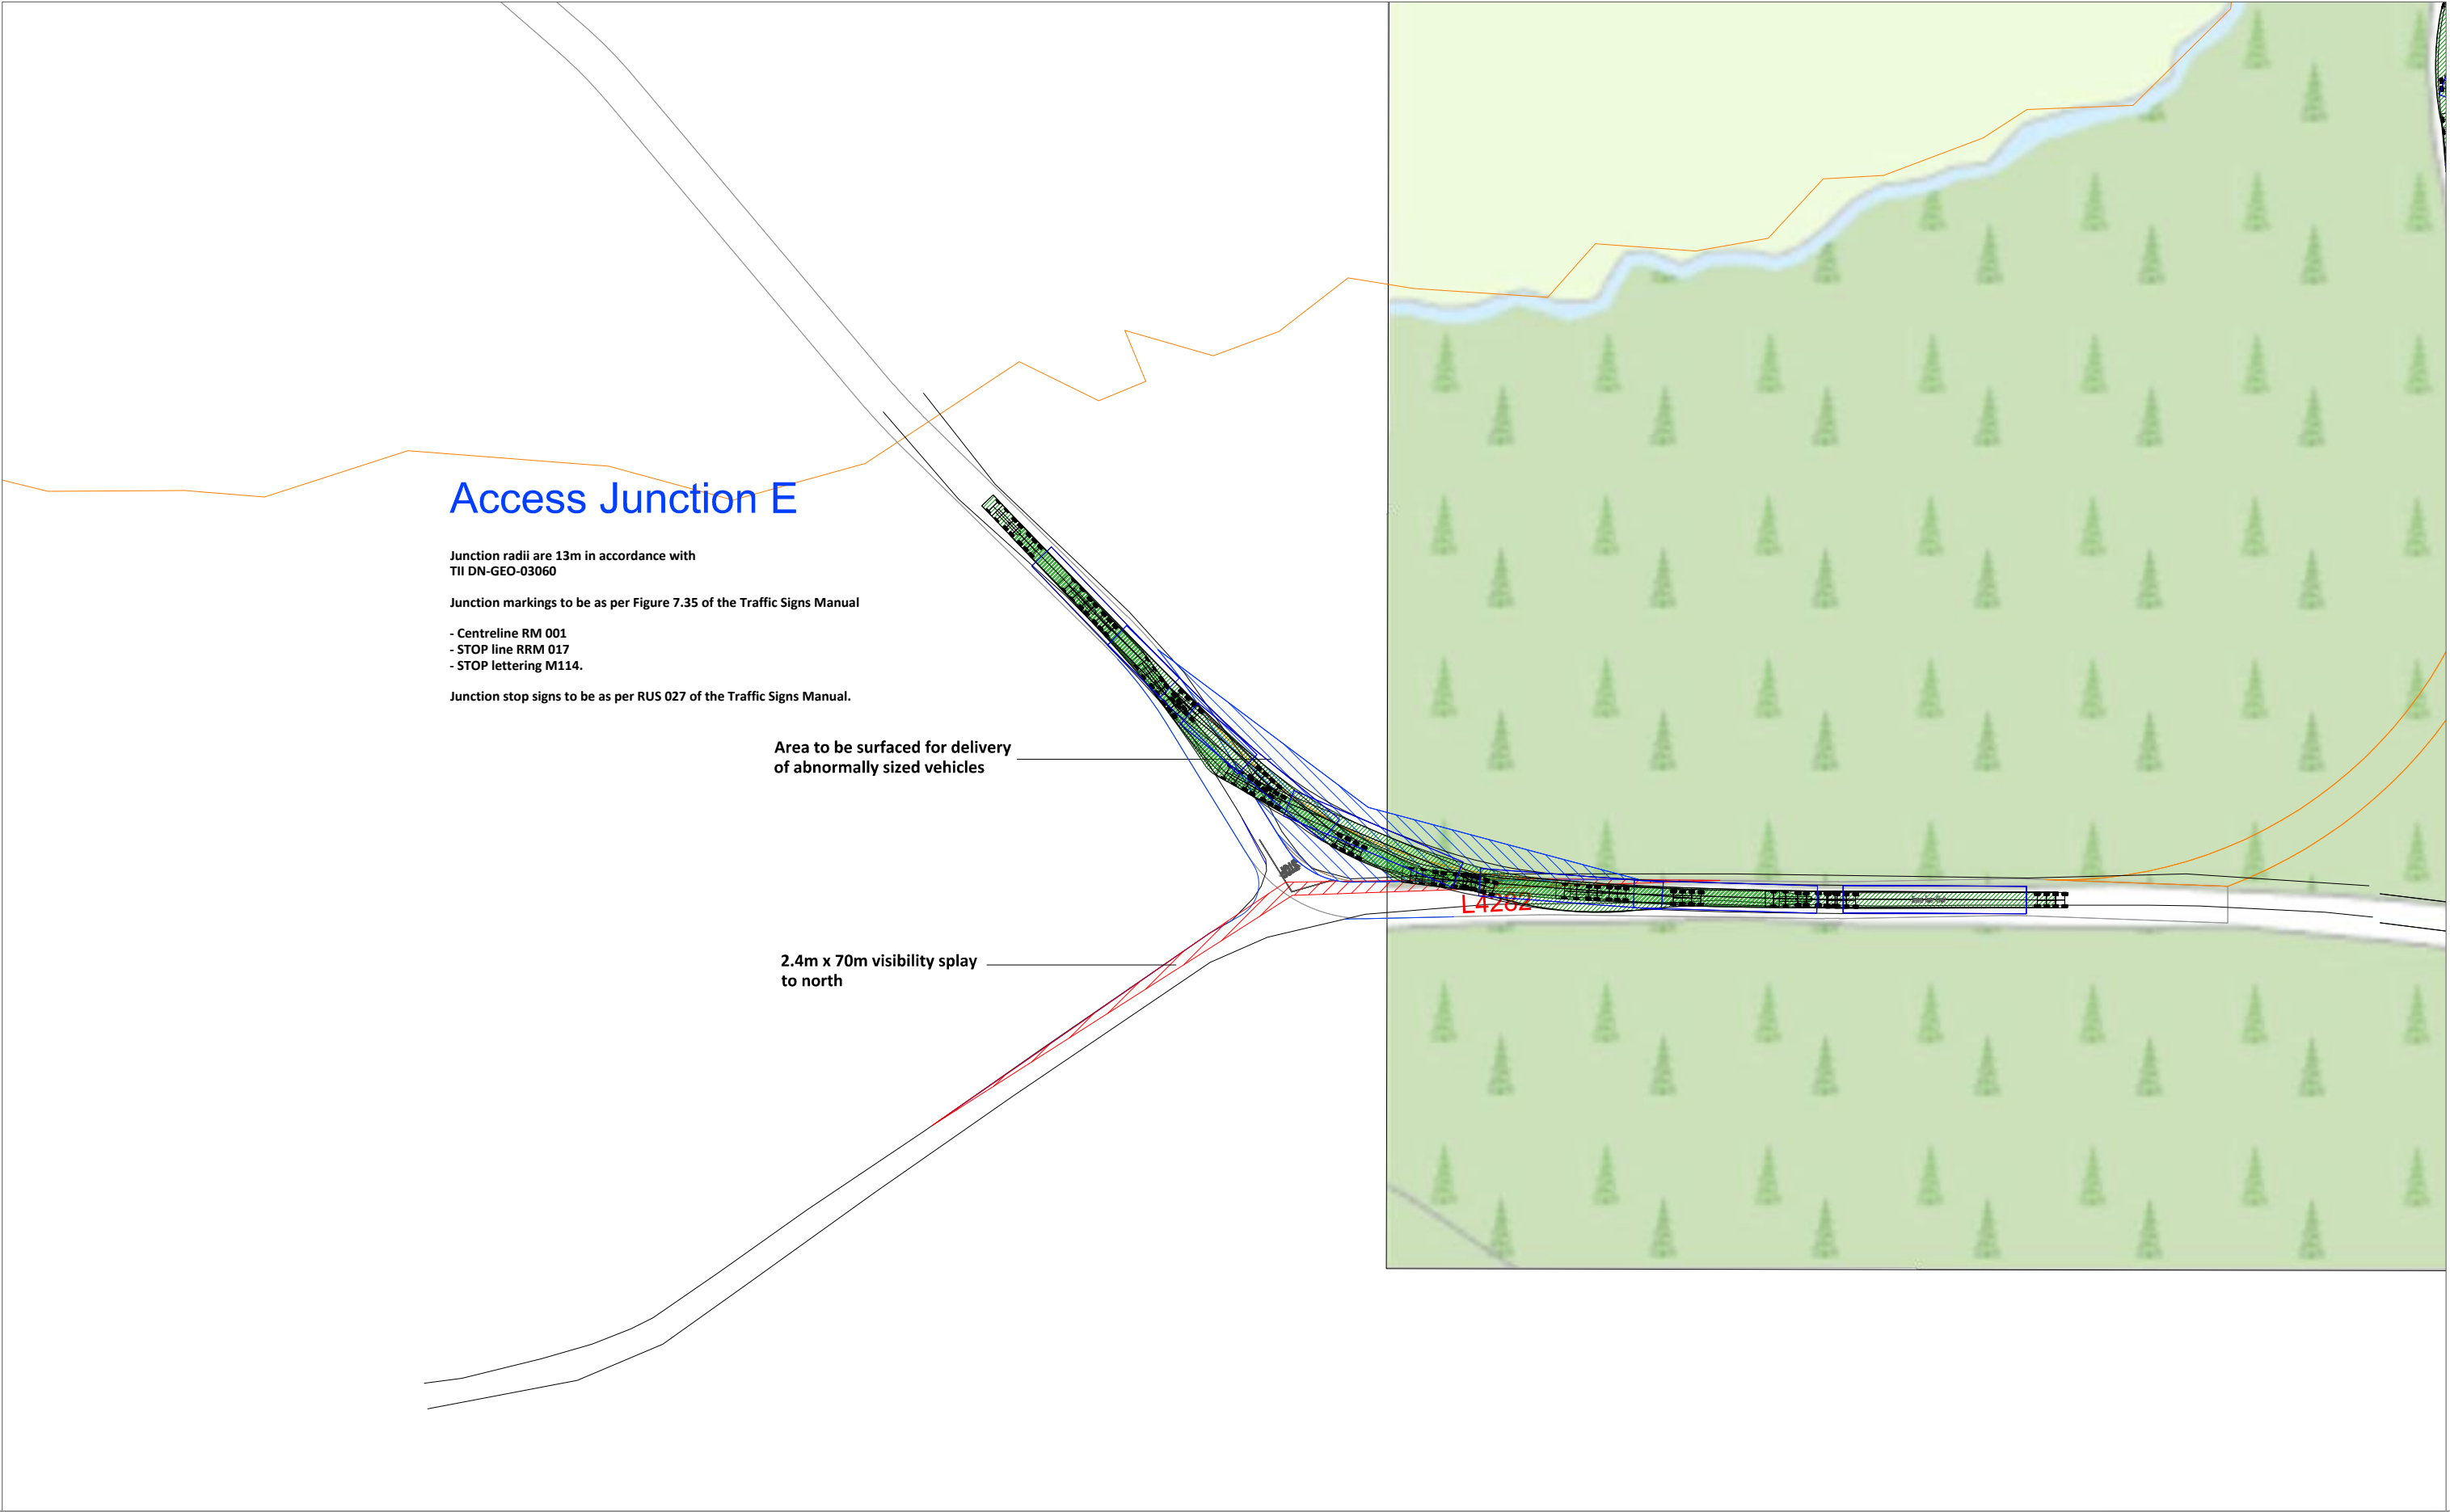 Access Junction E
Junction radii are 13m in accordance with
TII DN-GEO-03060
Junction markings to be as per Figure 7.35 of the Traffic Signs Manual
- Centreline RM 001
- STOP line RRM 017
- STOP lettering M114.
Junction stop signs to be as per RUS 027 of the Traffic Signs Manual.
Area to be surfaced for delivery
of abnormally sized vehicles
L4282
2.4m x 70m visibility splay
to north